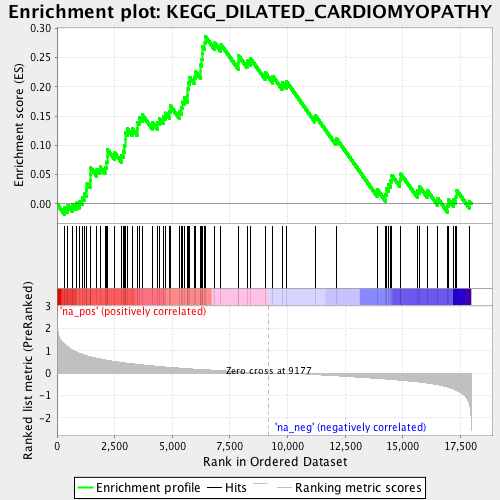 Enrichment plot: KEGG_DILATED_CARDIOMYOPATHY
Enrichment score (ES)
0.30
0.25
0.20
0.15
0.10
0.05
0.00
Ranked list metric (PreRanked)
3
2
1
0
-1
-2
'na_pos' (positively correlated)
Zero cross at 9177
'na_neg' (negatively correlated)
0
2,500
5,000
7,500
10,000
12,500
15,000
17,500
Rank in Ordered Dataset
Enrichment profile
Hits
Ranking metric scores